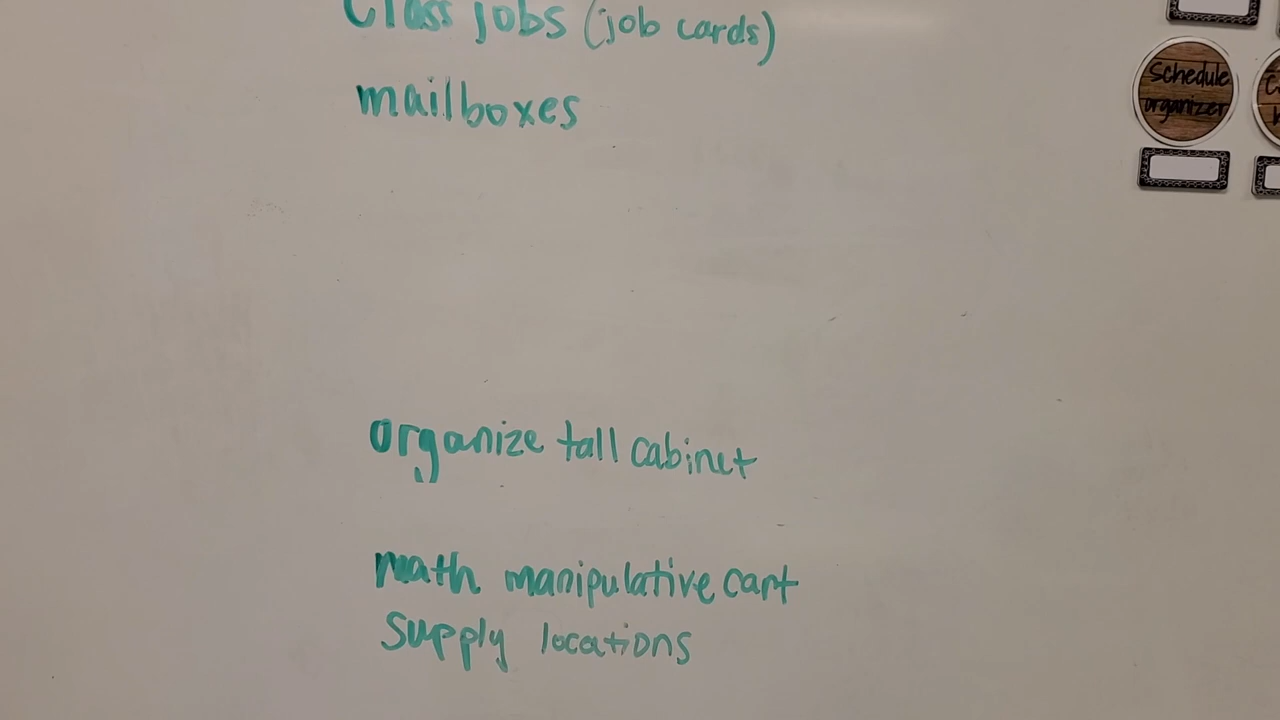 Class jobs (job cards)
mailboxes
organize tall cabinet
math manipulative cart
supply locations
Schedule
organizer